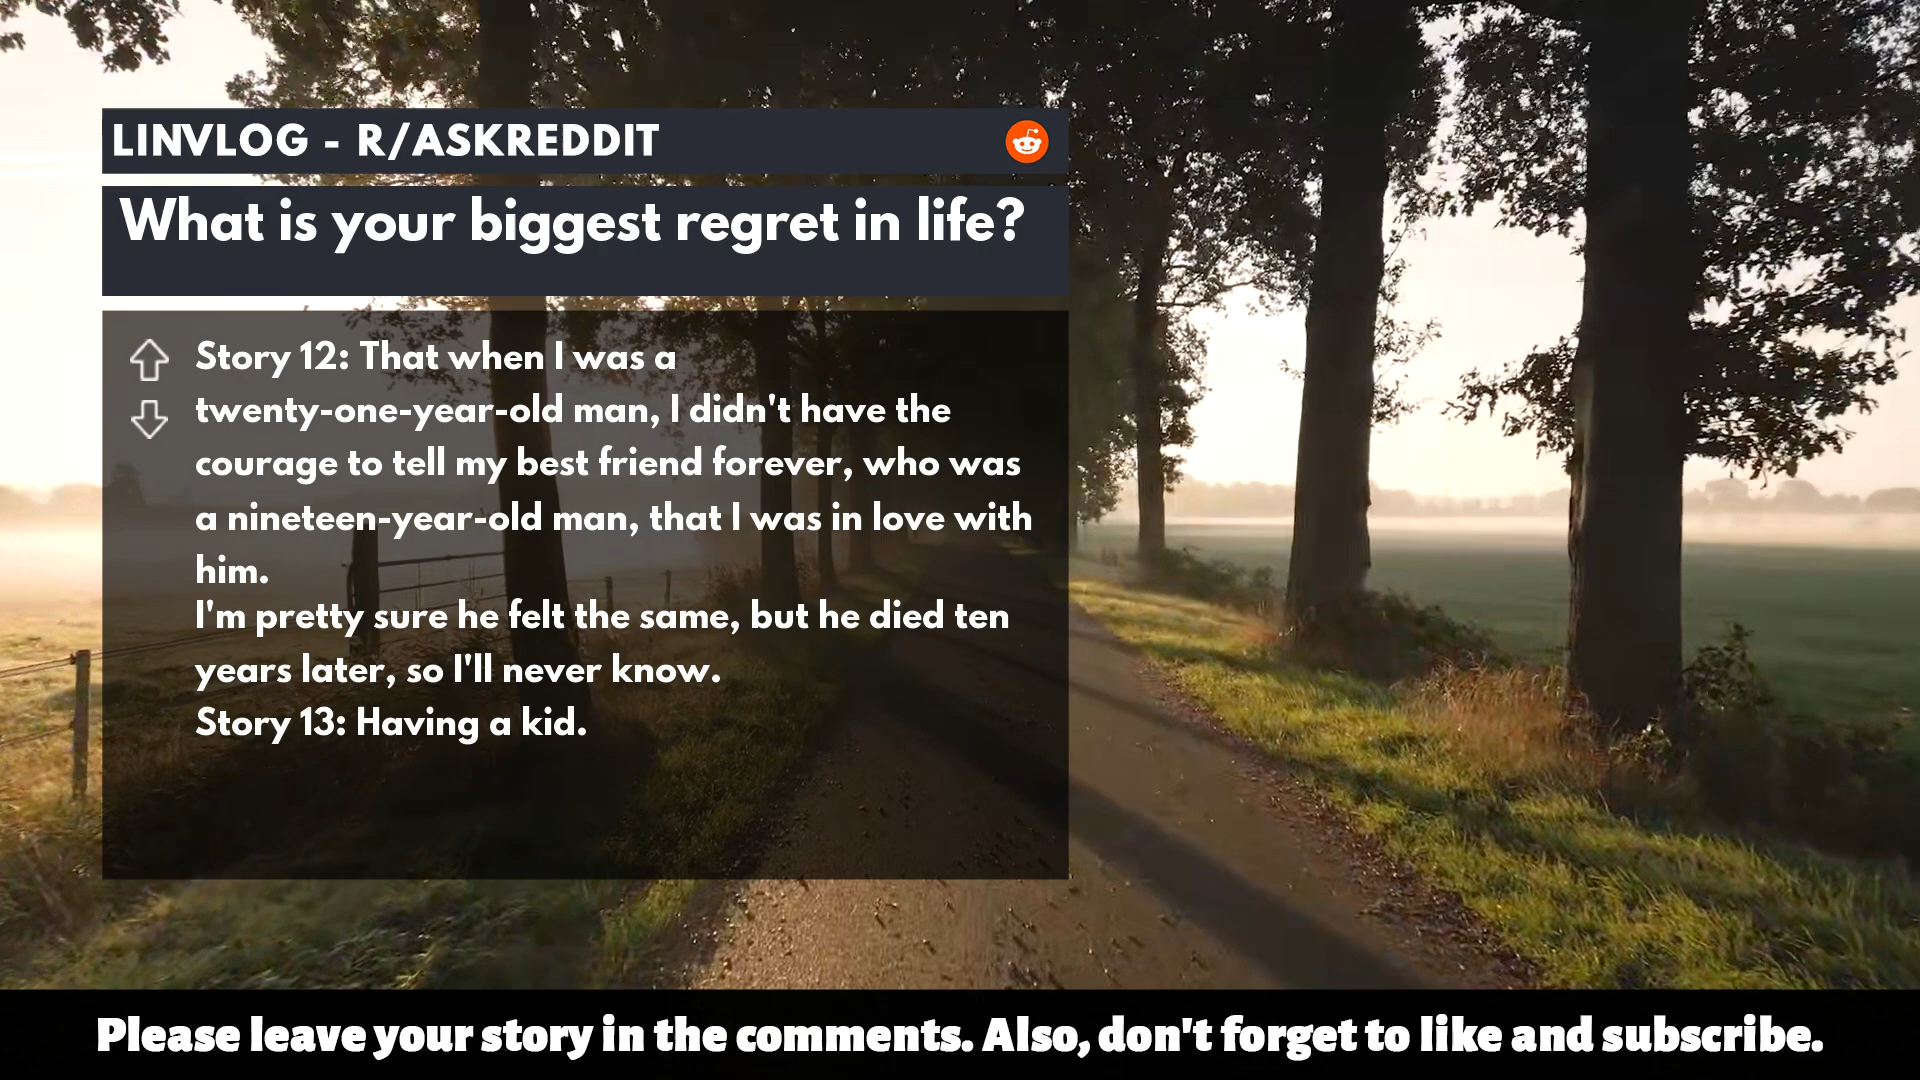 LINVLOG - R/ASKREDDIT
What is your biggest regret in life?
Story 12: That when I was a
twenty-one-year-old man, I didn't have the
courage to tell my best friend forever, who was
a nineteen-year-old man, that I was in love with
him.
I'm pretty sure he felt the same, but he died ten
years later, so I'll never know.
Story 13: Having a kid.
Please leave your story in the comments. Also, don't forget to like and subscribe.